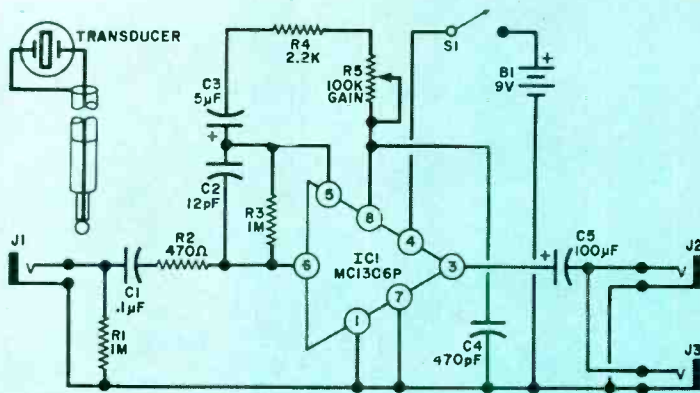 TRANSDUCER
R4
2.2K
S1
R5
100K
GAIN
+
B1
9V
C3
5µF
+
C2
12pF
R3
1M
5
8
4
J1
R2
470Ω
6
IC1
MC13C6P
3
+
C5
100µF
J2
C1
.1µF
7
R1
1M
1
C4
470pF
J3